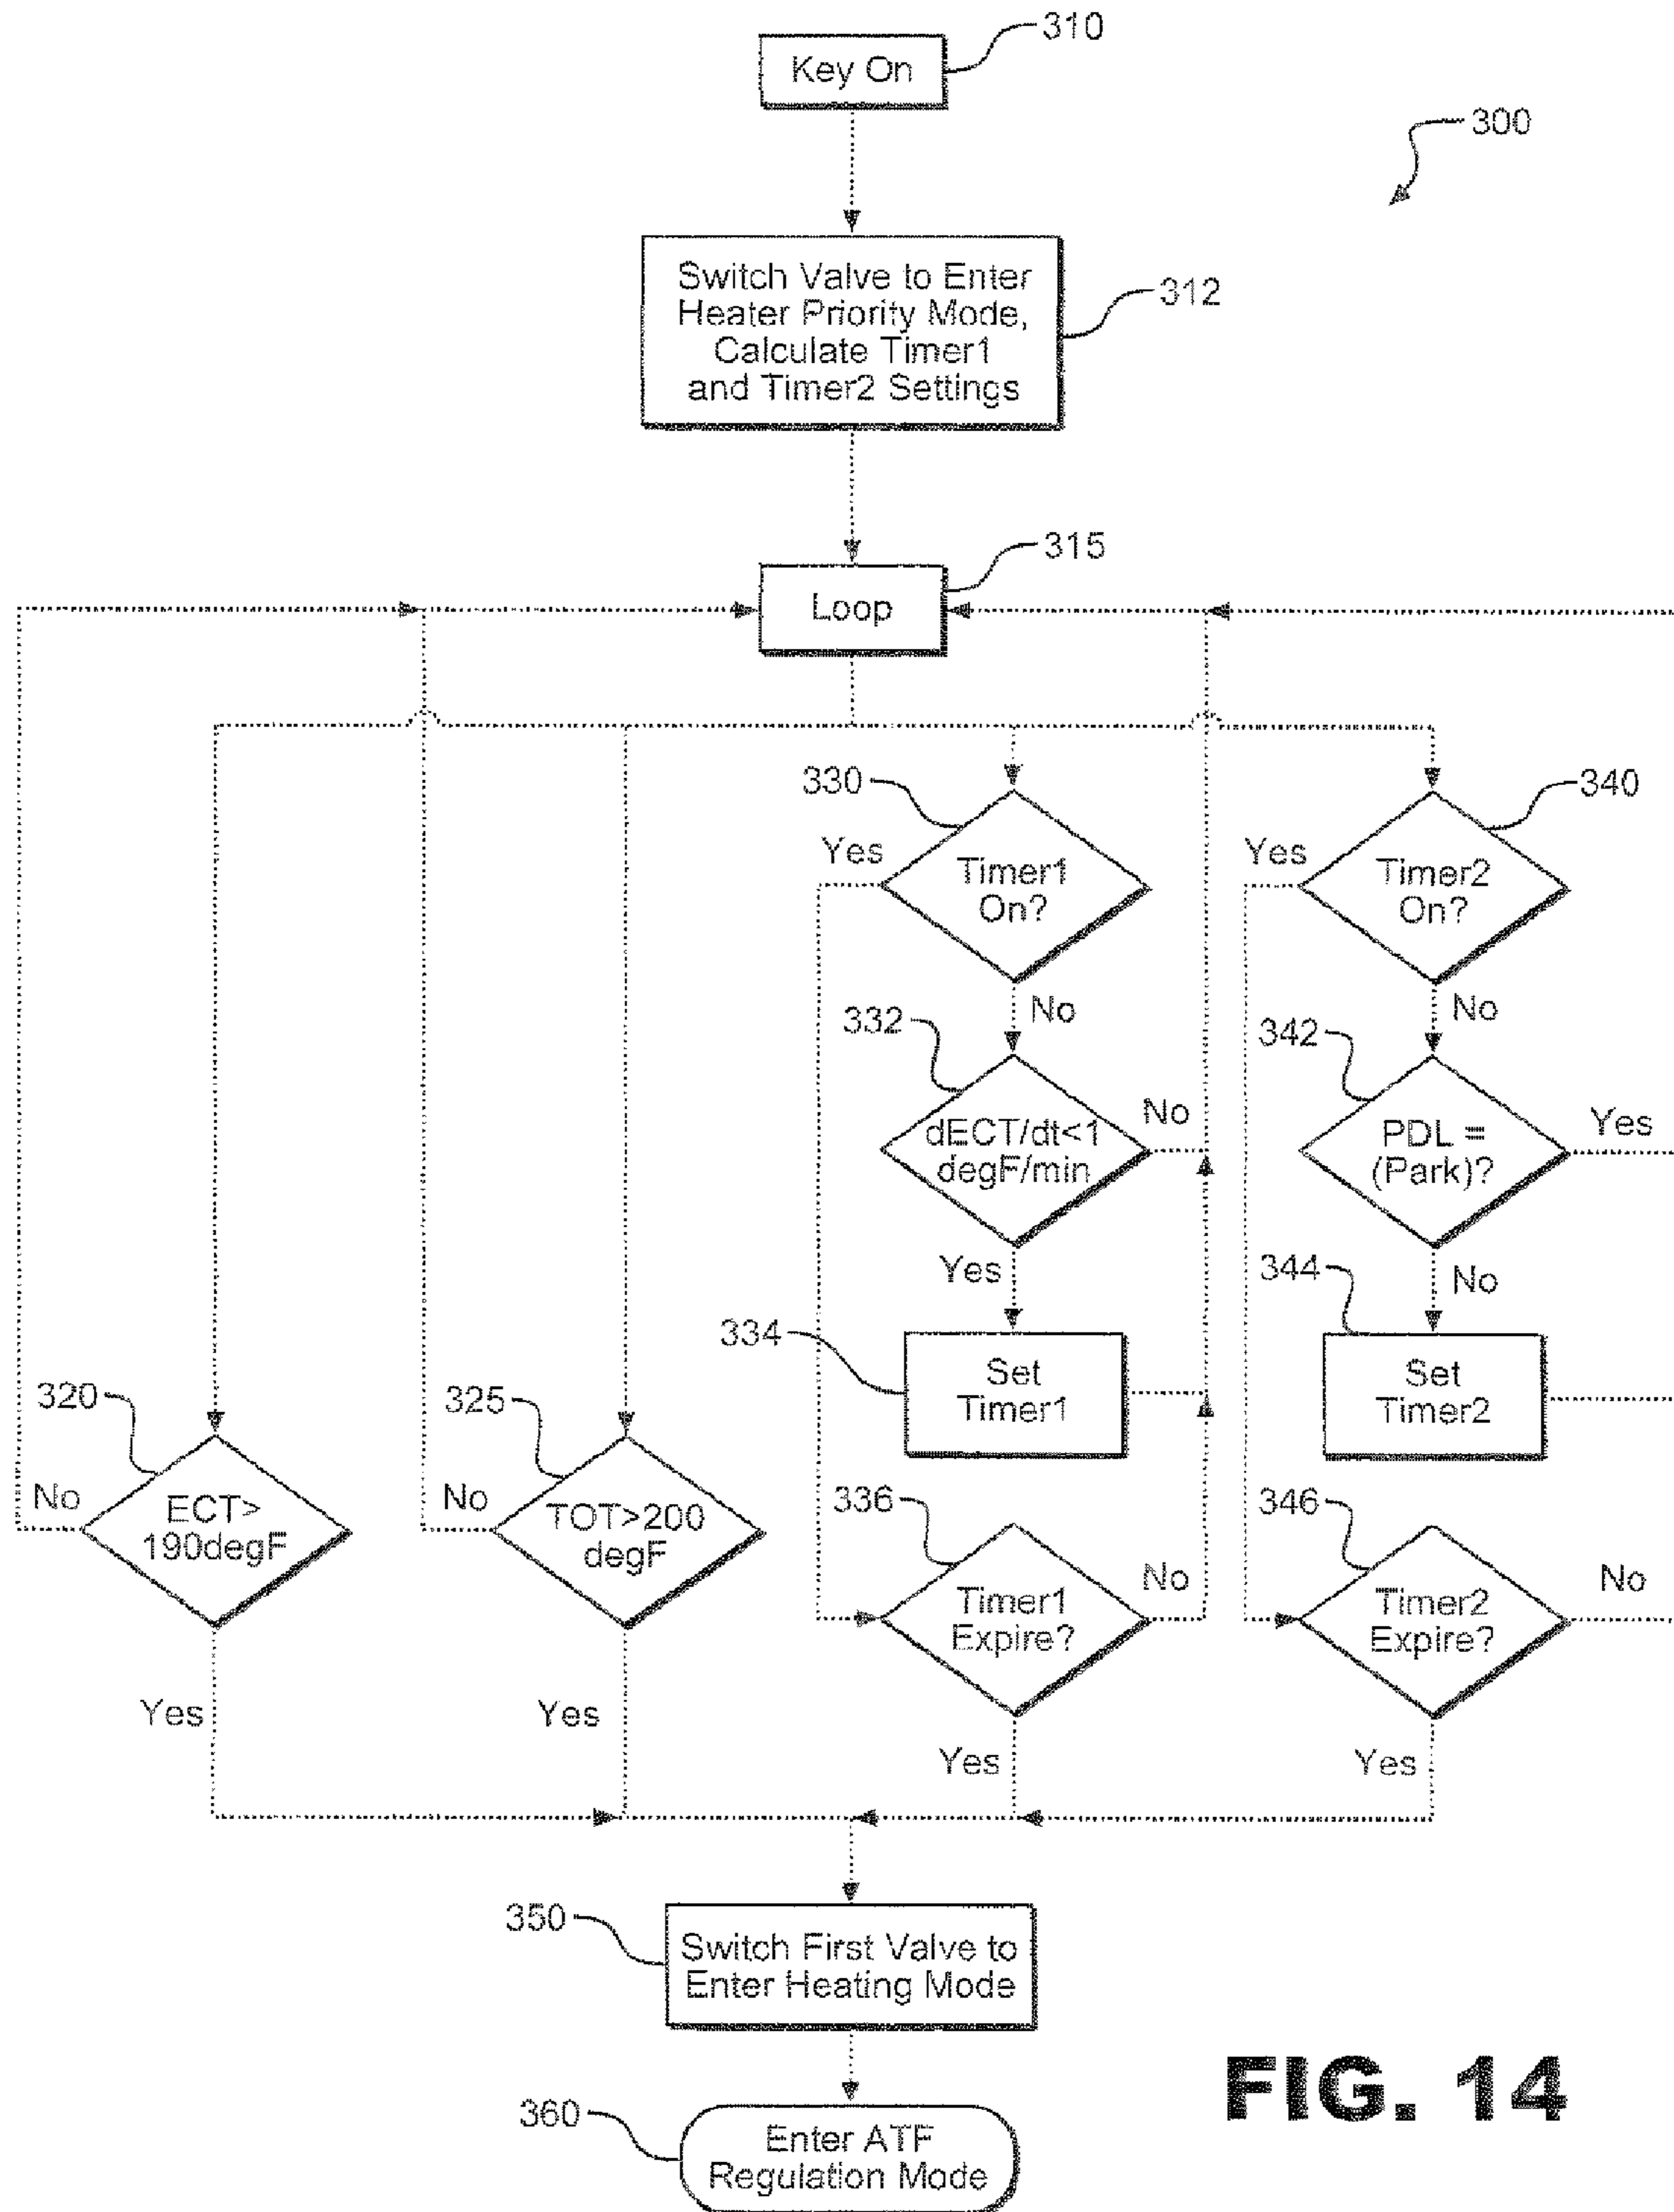 310
Key On
300
Switch Valve to Enter
Heater Priority Mode,
Calculate Timer1
and Timer2 Settings
312
315
Loop
330
340
Yes
Timer1
On?
Yes
Timer2
On?
No
No
332
342
dECT/dt<1
degF/min
No
PDL =
(Park)?
Yes
Yes
No
334
Set
Timer1
344
Set
Timer2
320
325
336
346
No
ECT>
190degF
No
TOT>200
degF
Timer1
Expire?
No
Timer2
Expire?
No
Yes
Yes
Yes
Yes
350
Switch First Valve to
Enter Heating Mode
360
Enter ATF
Regulation Mode
FIG. 14